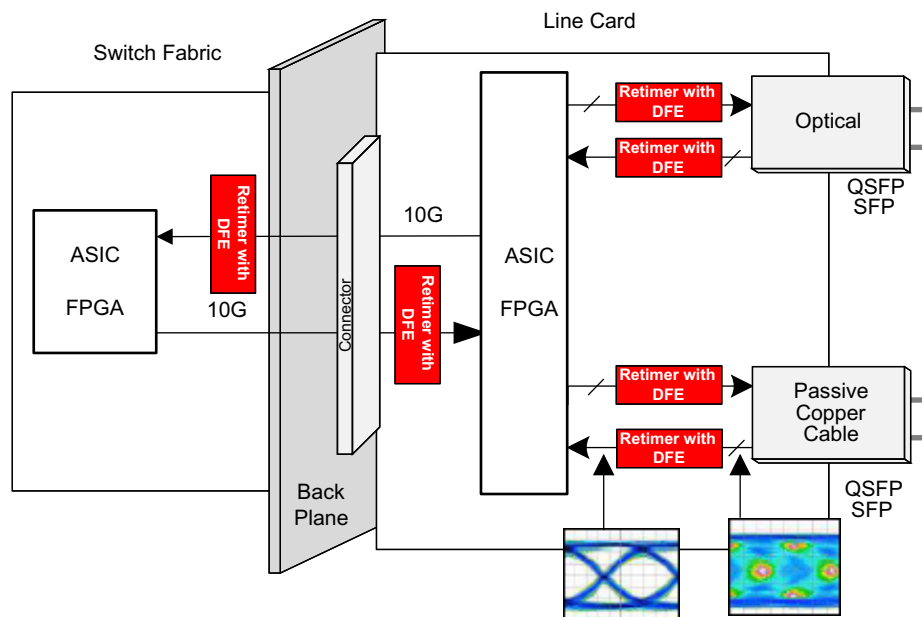 Line Card
Switch Fabric
Retimer with
DFE
Optical
Retimer with
DFE
QSFP
SFP
Retimer with
DFE
10G
ASIC
FPGA
ASIC
FPGA
10G
Connector
Retimer with
DFE
Retimer with
DFE
Passive
Copper
Cable
Retimer with
DFE
QSFP
SFP
Back
Plane